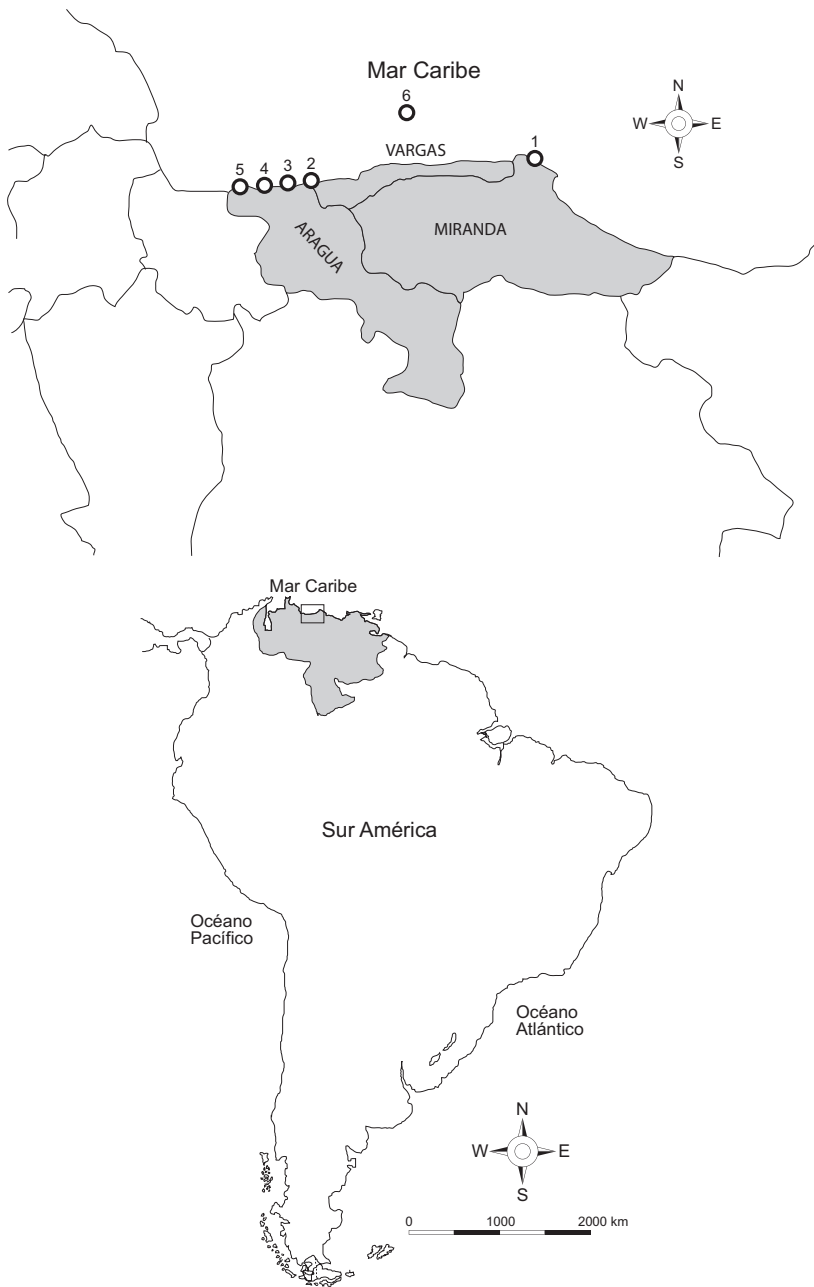 Mar Caribe
6
N
W E
S
1
VARGAS
5 4 3 2
MIRANDA
ARAGUA
Mar Caribe
Sur América
Océano
Pacífico
Océano
Atlántico
N
W E
S
0 1000 2000 km